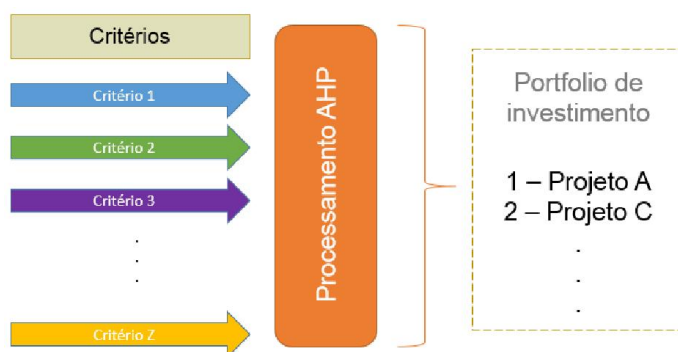 Critérios
Critério 1
Critério 2
Critério 3
.
.
.
Critério Z
Processamento AHP
Portfolio de
investimento
1 – Projeto A
2 – Projeto C
.
.
.